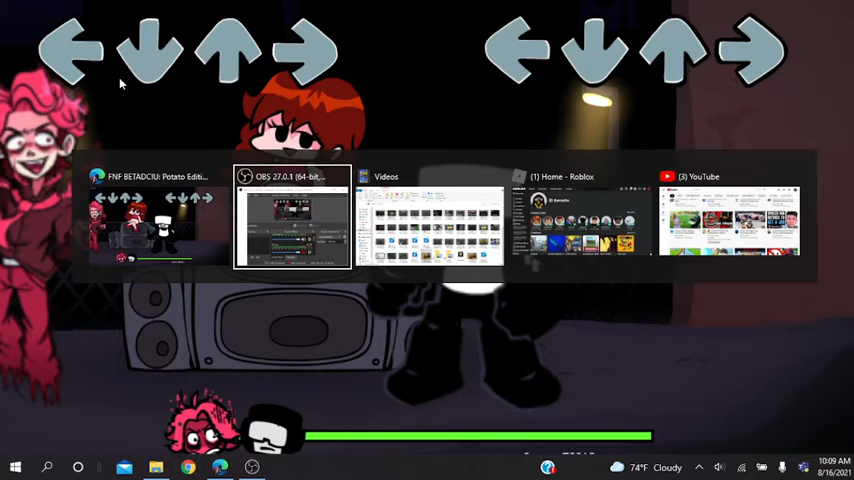 FNF BETADCIU: Potato Editi...
OBS 27.0.1 (64-bit,...
Videos
(1) Home - Roblox
(3) YouTube
74°F Cloudy
10:09 AM
8/16/2021